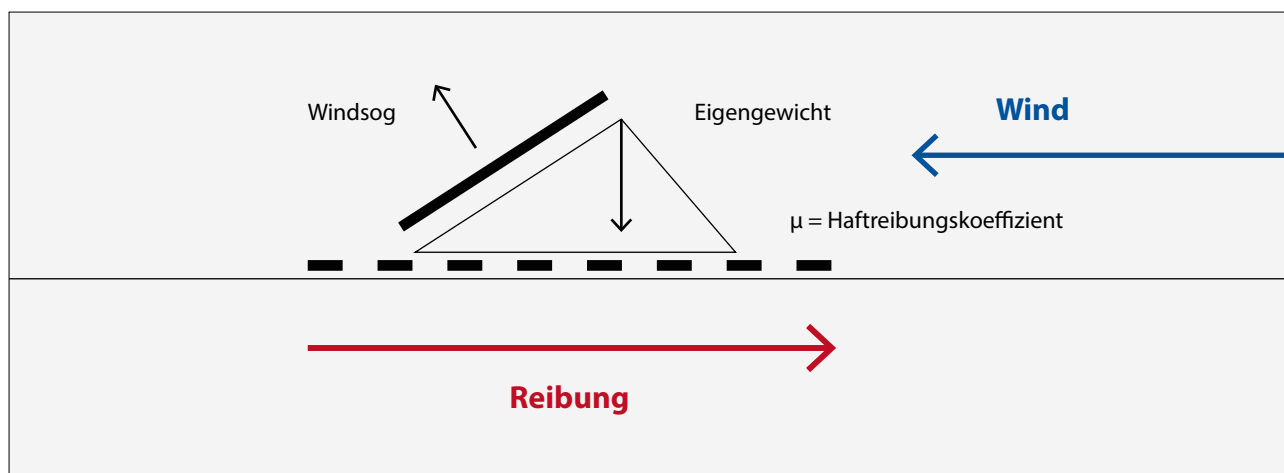 Windsog
Eigengewicht
Wind
µ = Haftreibungskoeffizient
Reibung